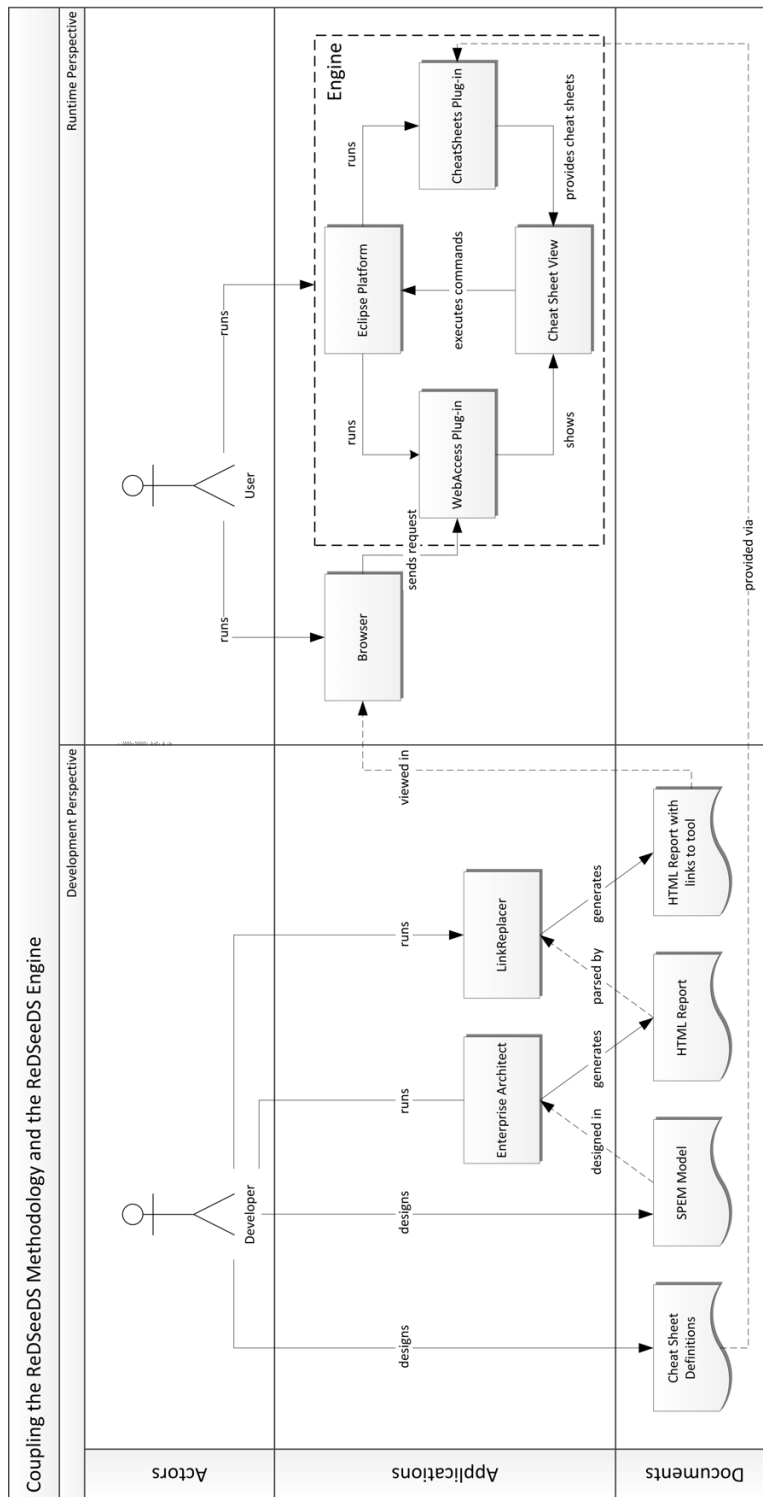 Coupling the ReDSeeDS Methodology and the ReDSeeDS Engine
Development Perspective
Runtime Perspective
Actors
Developer
User
designs
designs
runs
runs
runs
runs
Applications
Enterprise Architect
LinkReplacer
Browser
Engine
Eclipse Platform
runs
runs
WebAccess Plug-in
CheatSheets Plug-in
sends request
executes commands
shows
provides cheat sheets
Cheat Sheet View
viewed in
designed in
generates
parsed by
generates
provided via
Documents
Cheat Sheet
Definitions
SPEM Model
HTML Report
HTML Report with
links to tool